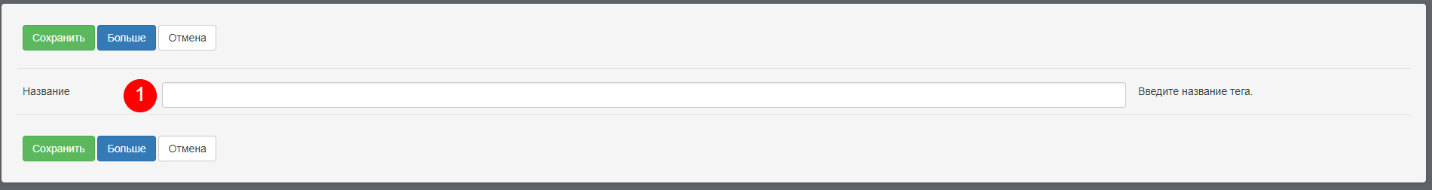 Сохранить Больше Отмена
Название 1 Введите название тега.
Сохранить Больше Отмена